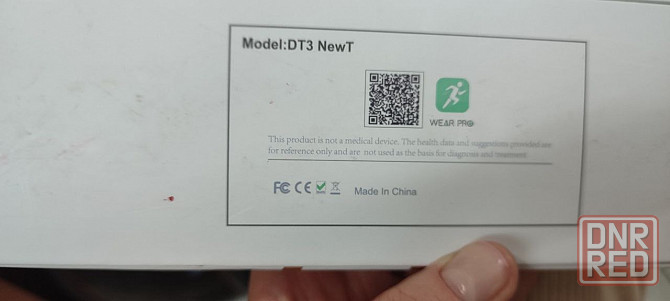 Model:DT3 NewT
WEAR PRO
This product is not a medical device. The health data and suggestions provided are
for reference only and are not used as the basis for diagnosis and treatment.
FC CE Made In China
DNR
RED